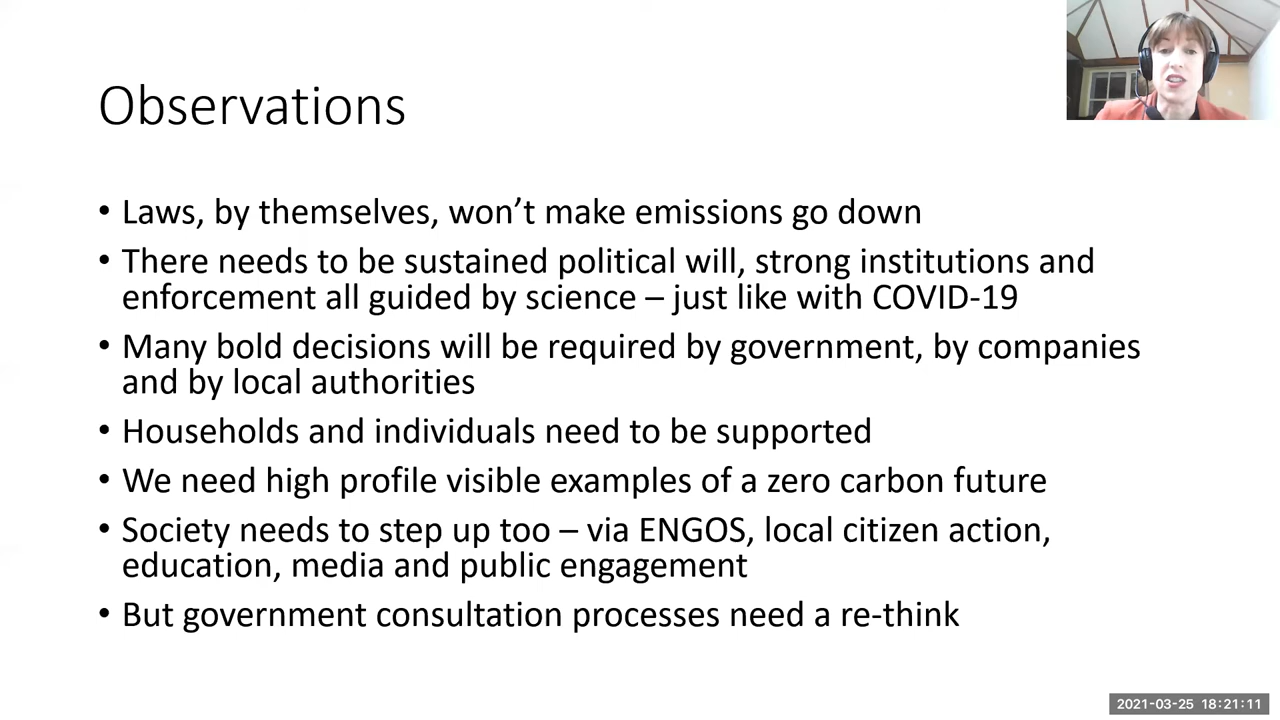 Observations
• Laws, by themselves, won’t make emissions go down
• There needs to be sustained political will, strong institutions and
enforcement all guided by science – just like with COVID-19
• Many bold decisions will be required by government, by companies
and by local authorities
• Households and individuals need to be supported
• We need high profile visible examples of a zero carbon future
• Society needs to step up too – via ENGOS, local citizen action,
education, media and public engagement
• But government consultation processes need a re-think
2021-03-25 18:21:11